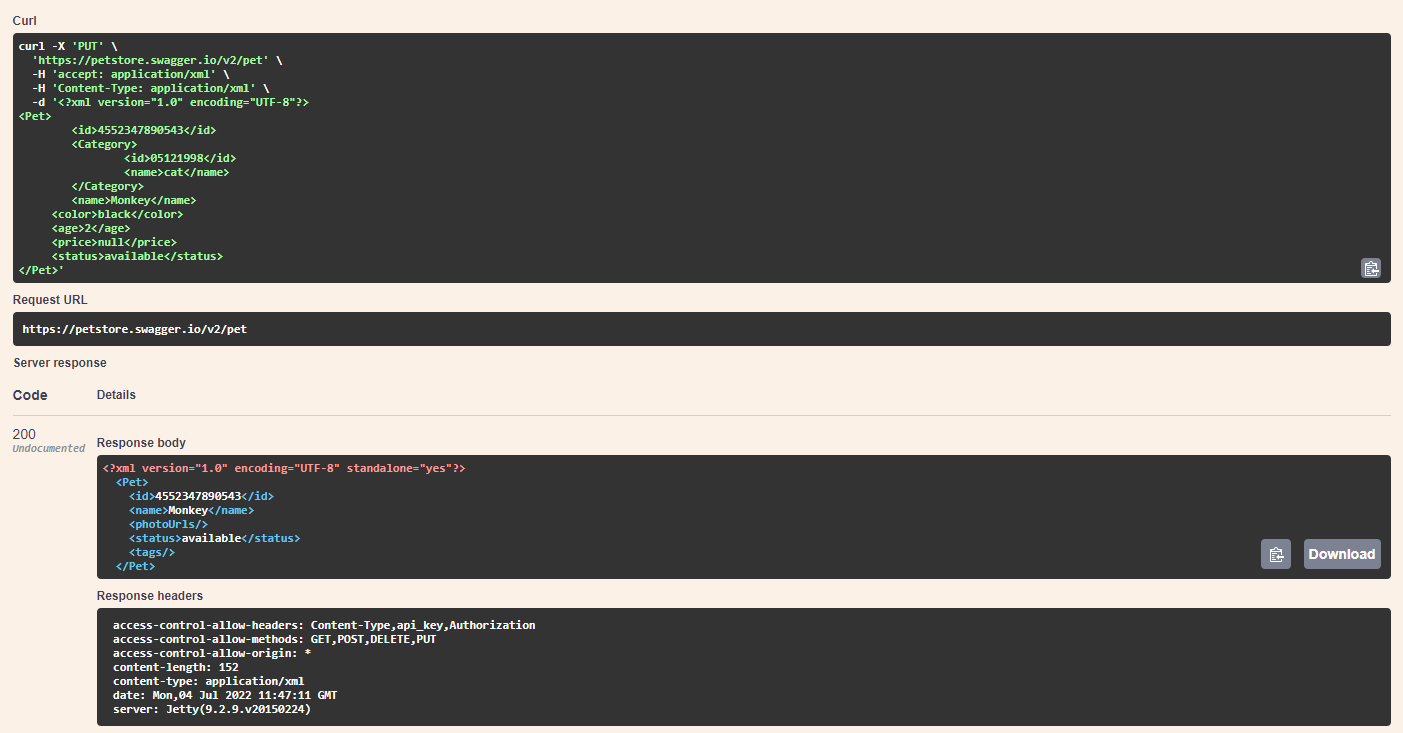 Curl
curl -X 'PUT' \
  'https://petstore.swagger.io/v2/pet' \
  -H 'accept: application/xml' \
  -H 'Content-Type: application/xml' \
  -d '<?xml version="1.0" encoding="UTF-8"?>
<Pet>
        <id>4552347890543</id>
        <Category>
                <id>05121998</id>
                <name>cat</name>
        </Category>
        <name>Monkey</name>
     <color>black</color>
     <age>2</age>
     <price>null</price>
     <status>available</status>
</Pet>'
Request URL
https://petstore.swagger.io/v2/pet
Server response
Code Details
200
Undocumented
Response body
<?xml version="1.0" encoding="UTF-8" standalone="yes"?>
  <Pet>
    <id>4552347890543</id>
    <name>Monkey</name>
    <photoUrls/>
    <status>available</status>
    <tags/>
  </Pet>
Download
Response headers
access-control-allow-headers: Content-Type,api_key,Authorization
access-control-allow-methods: GET,POST,DELETE,PUT
access-control-allow-origin: *
content-length: 152
content-type: application/xml
date: Mon,04 Jul 2022 11:47:11 GMT
server: Jetty(9.2.9.v20150224)